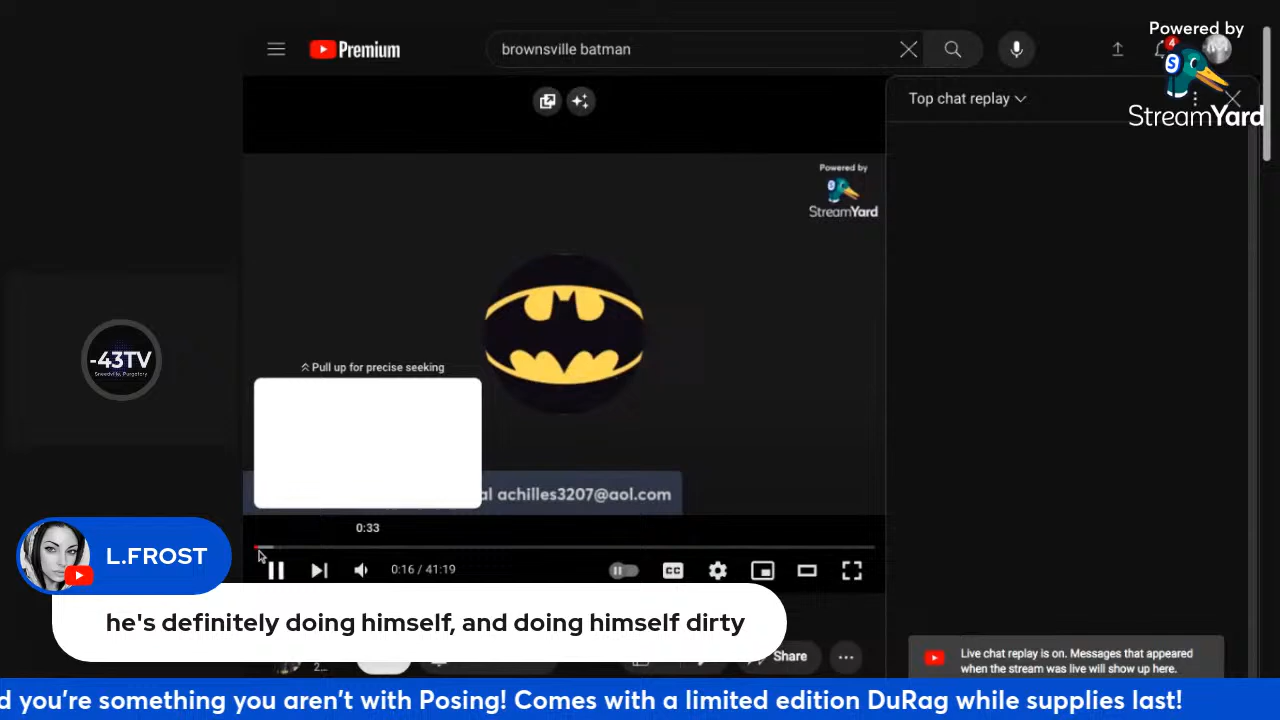 Powered by
StreamYard
Premium
brownsville batman
4
Top chat replay
Powered by
StreamYard
-43TV
Pull up for precise seeking
al achilles3207@aol.com
0:33
0:16 / 41:19
CC
L.FROST
he's definitely doing himself, and doing himself dirty
Share
Live chat replay is on. Messages that appeared
when the stream was live will show up here.
d you're something you aren't with Posing! Comes with a limited edition DuRag while supplies last!